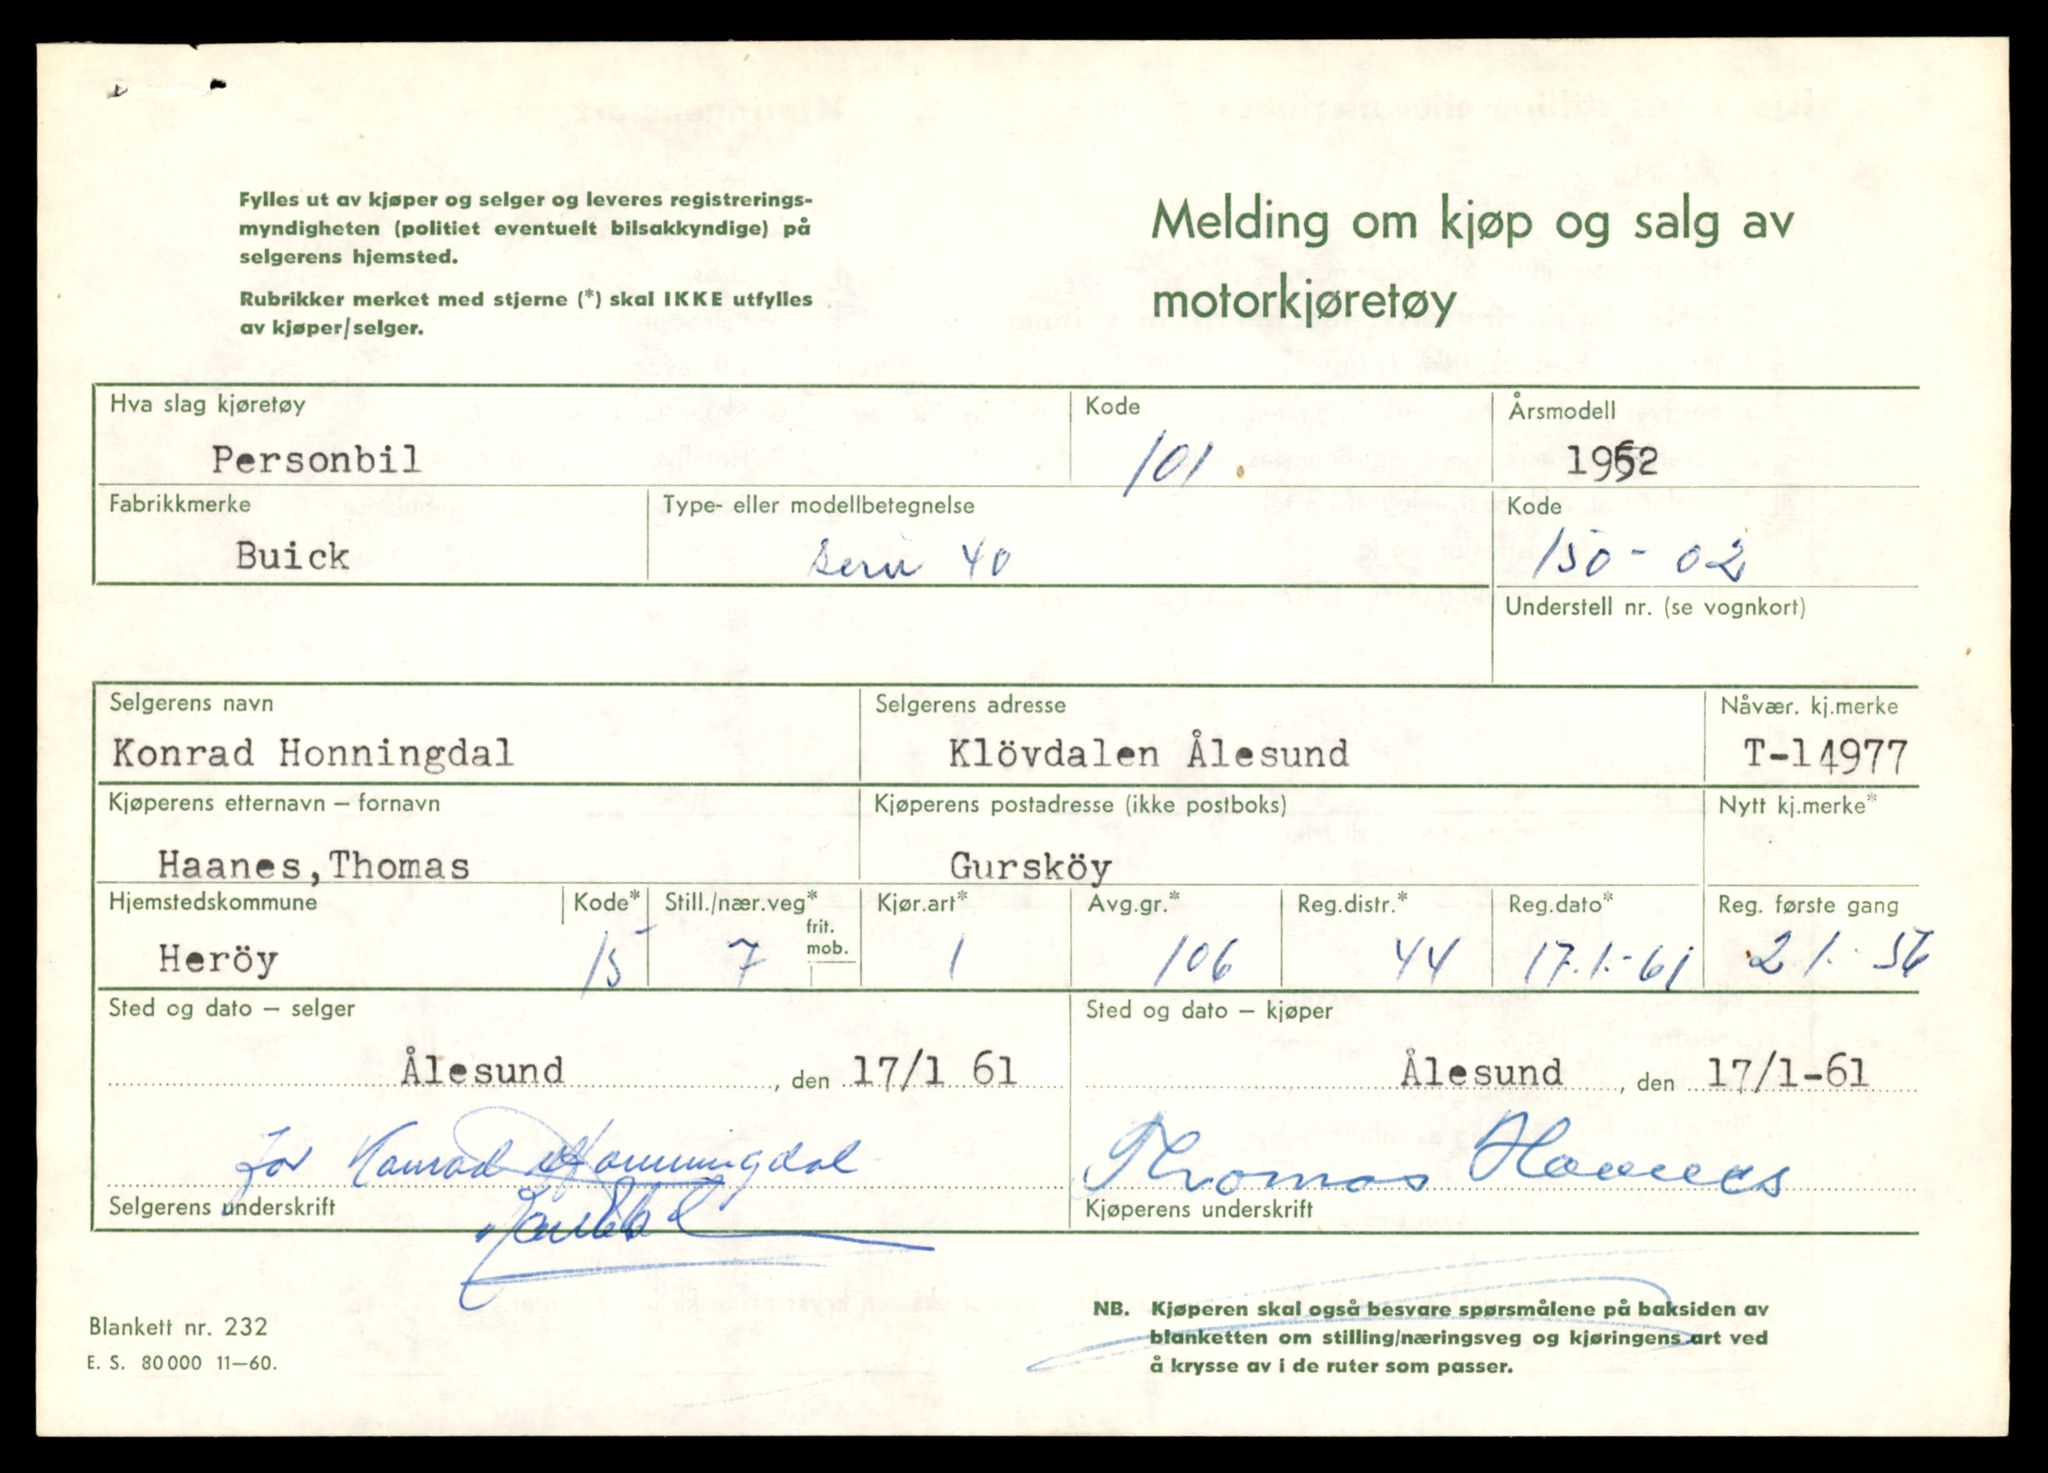 Fylles ut av kjøper og selger og leveres registrerings-
myndigheten (politiet eventuelt bilsakkyndige) på
selgerens hjemsted.
Rubrikker merket med stjerne (*) skal IKKE utfylles
av kjøper/selger.
Melding om kjøp og salg av
motorkjøretøy
Hva slag kjøretøy
Personbil
Kode
101
Årsmodell
1952
Fabrikkmerke
Buick
Type- eller modellbetegnelse
Serie 40
Kode
150-02
Understell nr. (se vognkort)
Selgerens navn
Konrad Honningdal
Selgerens adresse
Klövdalen Ålesund
Nåvær. kj.merke
T-14977
Kjøperens etternavn – fornavn
Haanes,Thomas
Kjøperens postadresse (ikke postboks)
Gursköy
Nytt kj.merke*
Hjemstedskommune
Heröy
Kode*
15
Still./nær.veg*
7
frit.
mob.
Kjør.art*
1
Avg.gr.*
106
Reg.distr.*
44
Reg.dato*
17.1.-61
Reg. første gang
2 1. - 56
Sted og dato – selger
Ålesund, den 17/1 61
for Konrad Honningdal
Selgerens underskrift
Sted og dato – kjøper
Ålesund, den 17/1-61
Thomas Haanes
Kjøperens underskrift
Blankett nr. 232
E. S. 80000 11–60.
NB. Kjøperen skal også besvare spørsmålene på baksiden av
blanketten om stilling/næringsveg og kjøringens art ved
å krysse av i de ruter som passer.